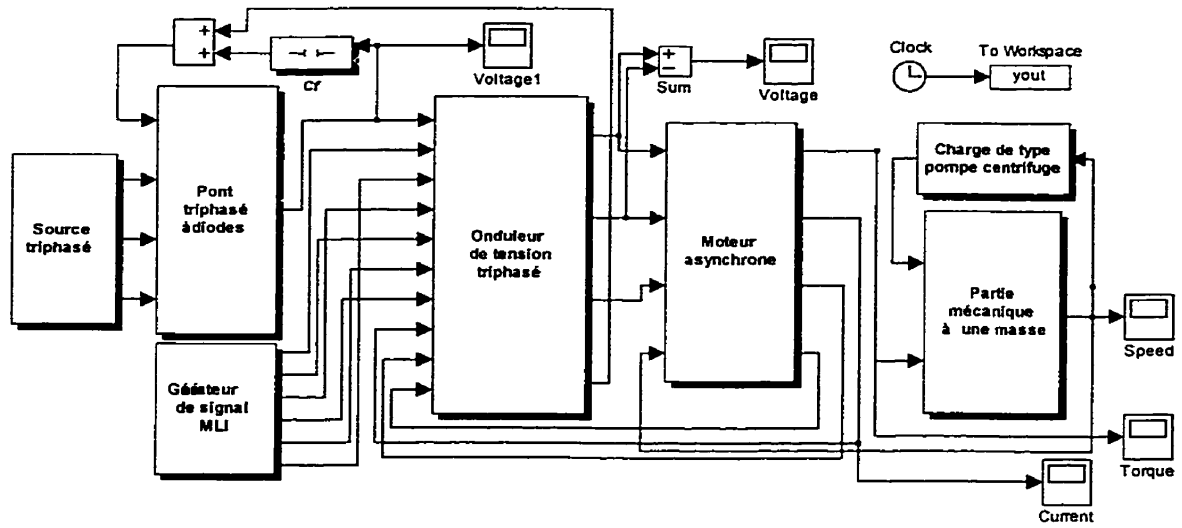 +
+
Cr
Voltage1
+
−
Sum
Voltage
Clock
To Workspace
yout
Source
triphasé
Pont
triphasé
àdiodes
Géééteur
de signal
MLI
Onduleur
de tension
triphasé
Moteur
asynchrone
Charge de type
pompe centrifuge
Partie
mécanique
à une masse
Speed
Torque
Current